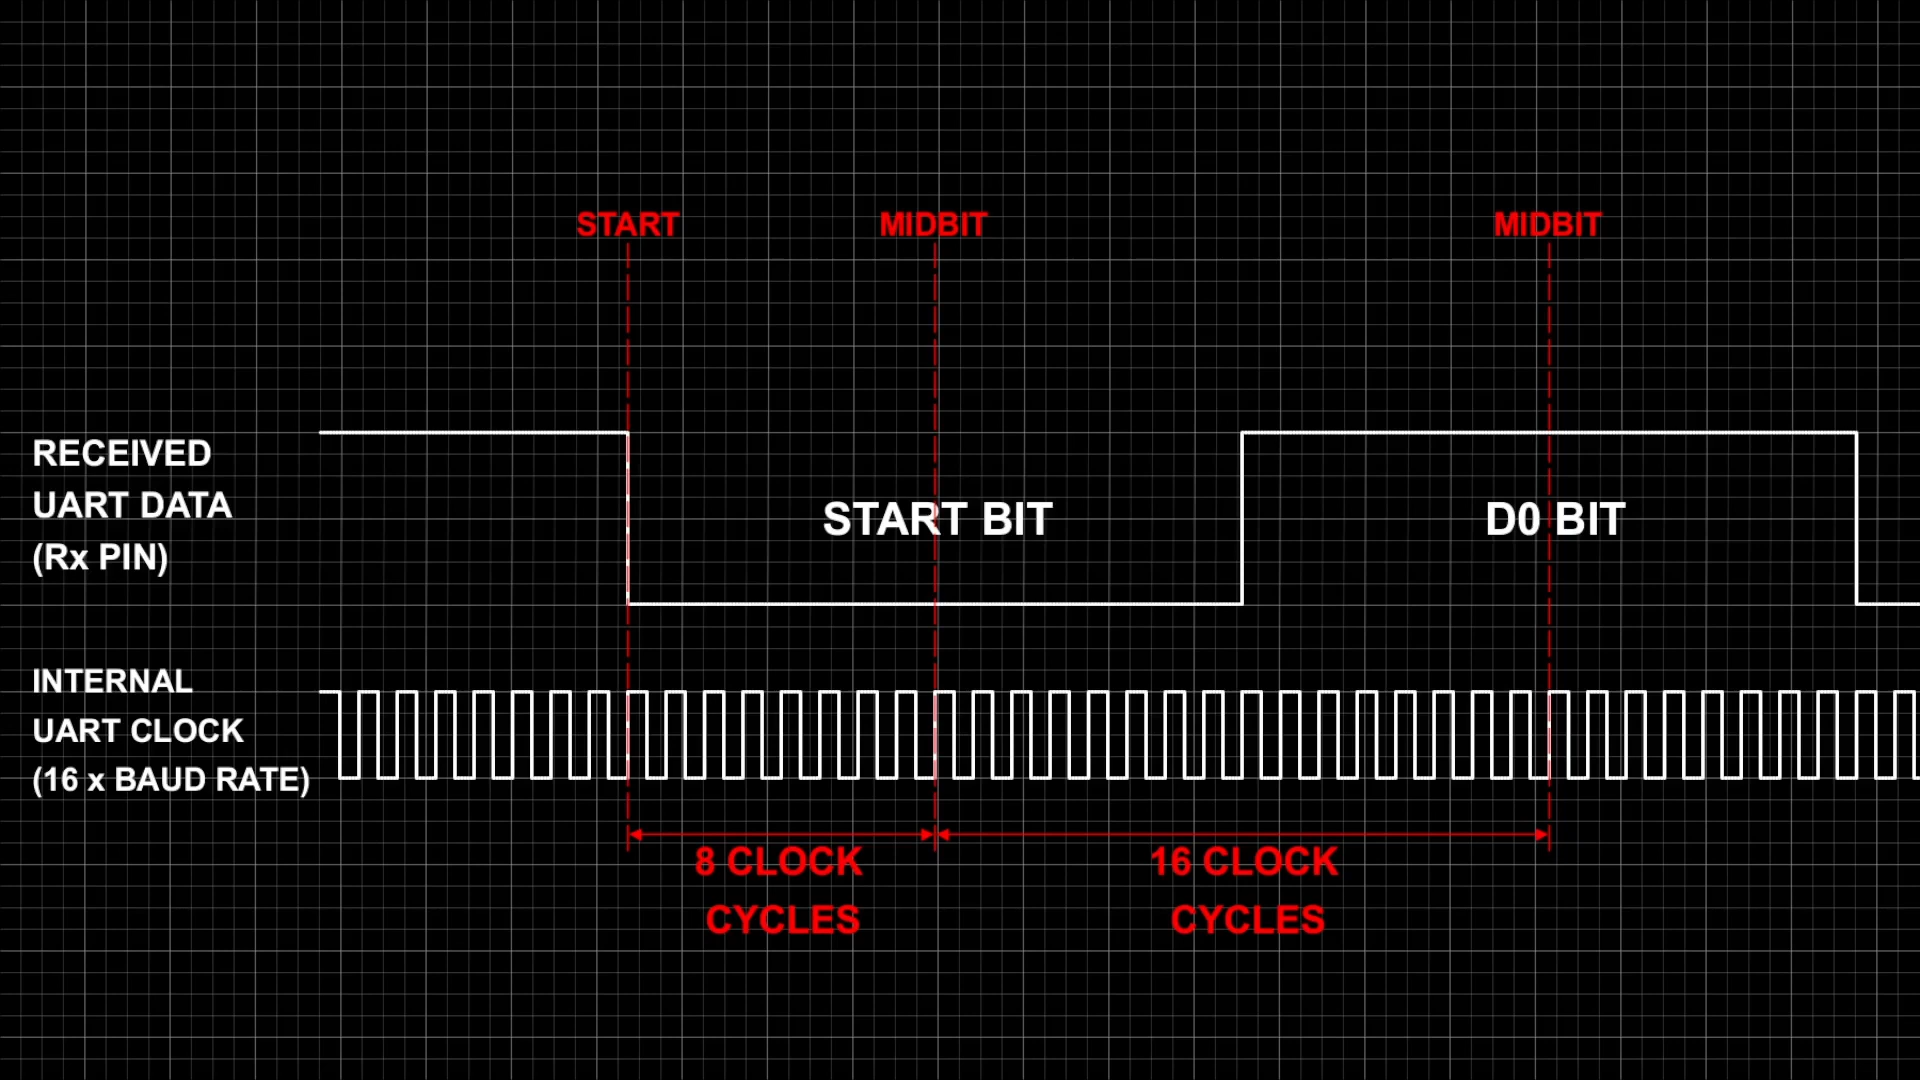 START
MIDBIT
MIDBIT
RECEIVED
UART DATA
(Rx PIN)
START BIT
D0 BIT
INTERNAL
UART CLOCK
(16 x BAUD RATE)
8 CLOCK
CYCLES
16 CLOCK
CYCLES